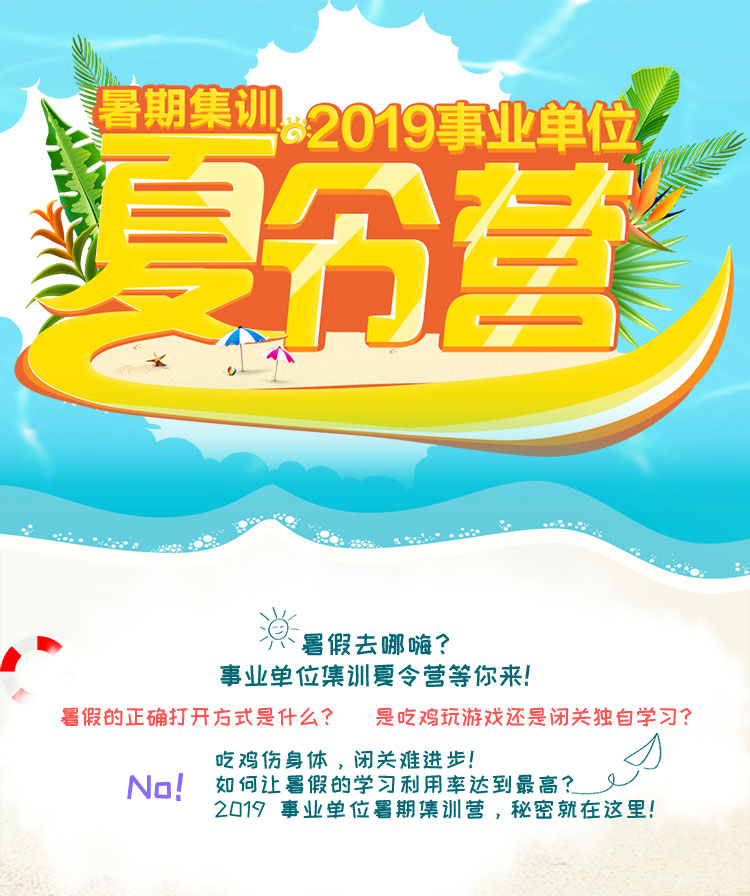 暑期集训
2019事业单位
夏令营
暑假去哪嗨？
事业单位集训夏令营等你来！
暑假的正确打开方式是什么？ 是吃鸡玩游戏还是闭关独自学习？
No!
吃鸡伤身体，闭关难进步！
如何让暑假的学习利用率达到最高？
2019 事业单位暑期集训营，秘密就在这里！